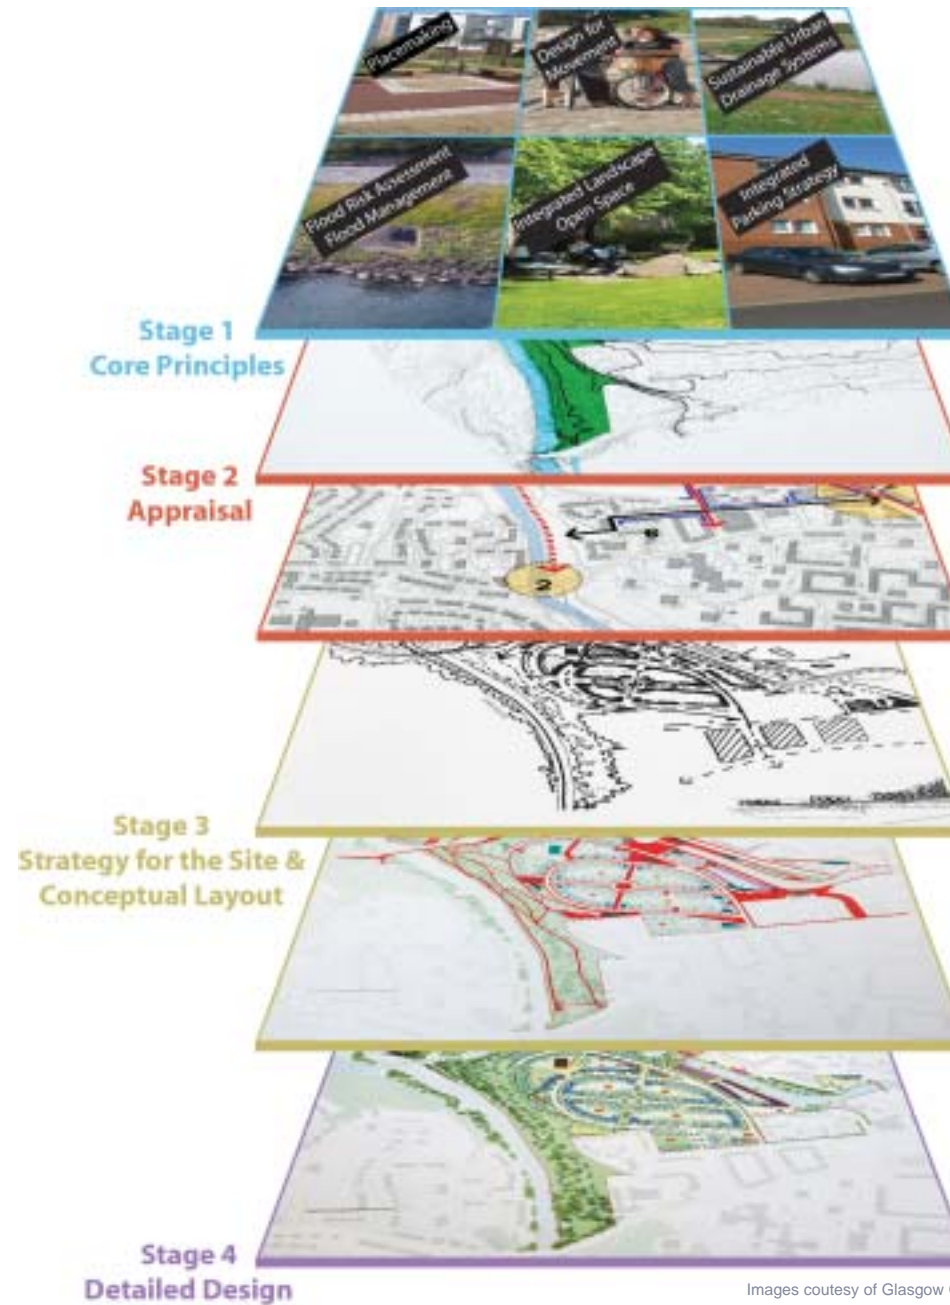 Placemaking
Design for
Movement
Sustainable Urban
Drainage Systems
Flood Risk Assessment
Flood Management
Integrated Landscape
Open Space
Integrated
Parking Strategy
Stage 1
Core Principles
Stage 2
Appraisal
2
Stage 3
Strategy for the Site &
Conceptual Layout
Stage 4
Detailed Design
Images coutesy of Glasgow